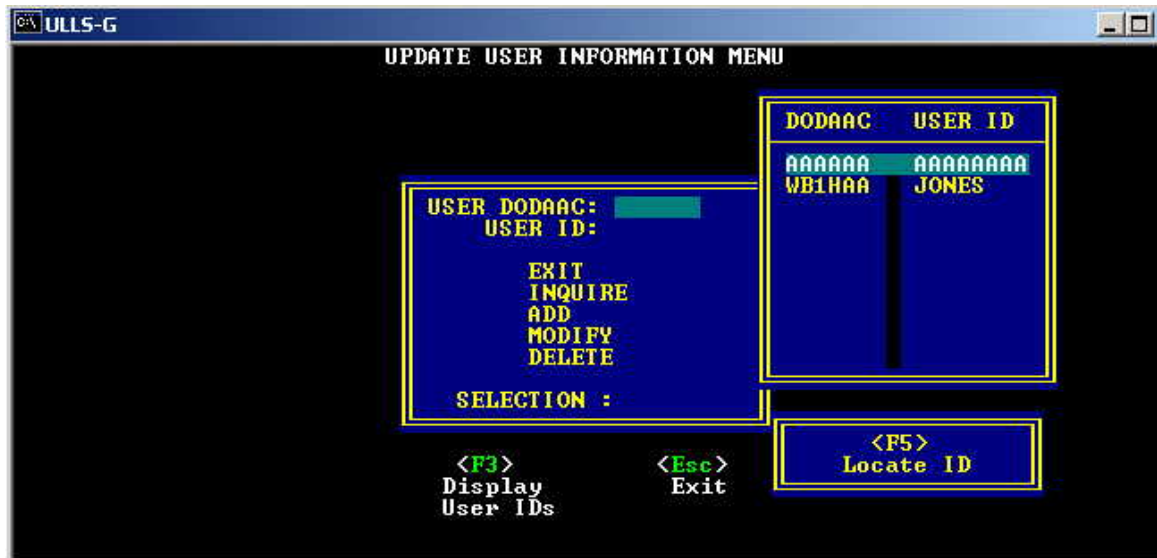 ULLS-G
UPDATE USER INFORMATION MENU
DODAAC USER ID
AAAAAA AAAAAAAA
WB1HAA JONES
USER DODAAC:
USER ID:
EXIT
INQUIRE
ADD
MODIFY
DELETE
SELECTION :
<F5>
Locate ID
<F3> <Esc>
Display Exit
User IDs